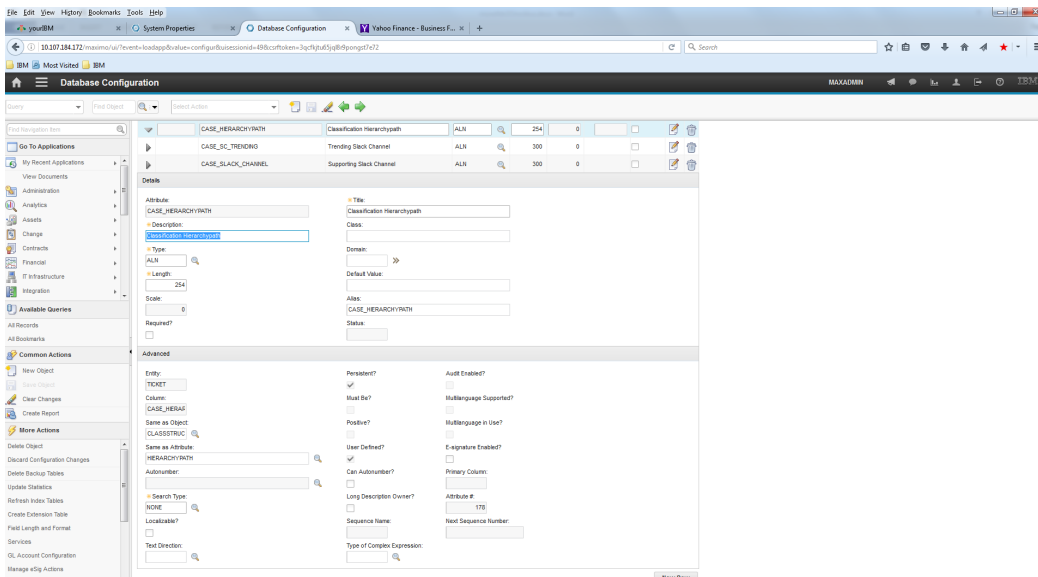 File Edit View History Bookmarks Tools Help
yourIBM × System Properties × Database Configuration × Yahoo Finance - Business F... × +
10.107.184.172/maximo/ui/?event=loadapp&value=configur&uisessionid=498&csrftoken=3qcfkjtu85jq8i9pongst7e72 Search
IBM Most Visited IBM
Database Configuration MAXADMIN IBM
Query Find Object Select Action
Find Navigation Item
Go To Applications
My Recent Applications
View Documents
Administration
Analytics
Assets
Change
Contracts
Financial
IT Infrastructure
Integration
Available Queries
All Records
All Bookmarks
Common Actions
New Object
Save Object
Clear Changes
Create Report
More Actions
Delete Object
Discard Configuration Changes
Delete Backup Tables
Update Statistics
Refresh Index Tables
Create Extension Table
Field Length and Format
Services
GL Account Configuration
Manage eSig Actions
CASE_HIERARCHYPATH Classification Hierarchypath ALN 254 0
CASE_SC_TRENDING Trending Slack Channel ALN 300 0
CASE_SLACK_CHANNEL Supporting Slack Channel ALN 300 0
Details
Attribute: Title:
CASE_HIERARCHYPATH Classification Hierarchypath
Description: Class:
Classification Hierarchypath
Type: Domain:
ALN
Length: Default Value:
254
Scale: Alias:
0 CASE_HIERARCHYPATH
Required? Status:
Advanced
Entity: Persistent? Audit Enabled?
TICKET
Column: Must Be? Multilanguage Supported?
CASE_HIERAF
Same as Object: Positive? Multilanguage in Use?
CLASSSTRUC
Same as Attribute: User Defined? E-signature Enabled?
HIERARCHYPATH
Autonumber: Can Autonumber? Primary Column:
Search Type: Long Description Owner? Attribute #:
NONE 178
Localizable? Sequence Name: Next Sequence Number:
Text Direction: Type of Complex Expression: